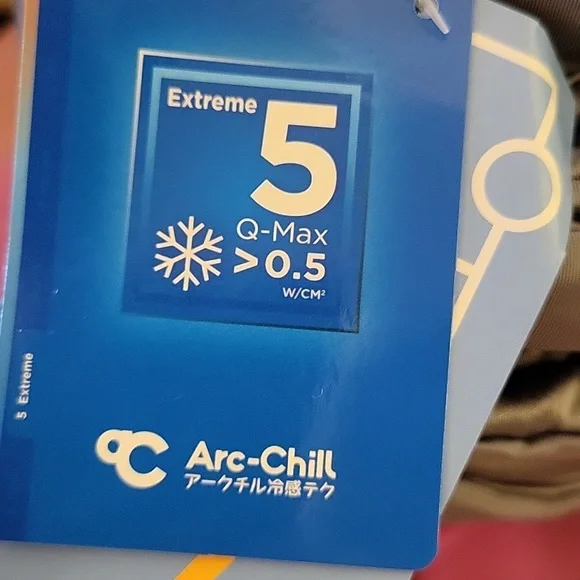 Extreme
5
Q-Max
>0.5
W/CM²
5 Extreme
Arc-Chill
アークチル冷感テク